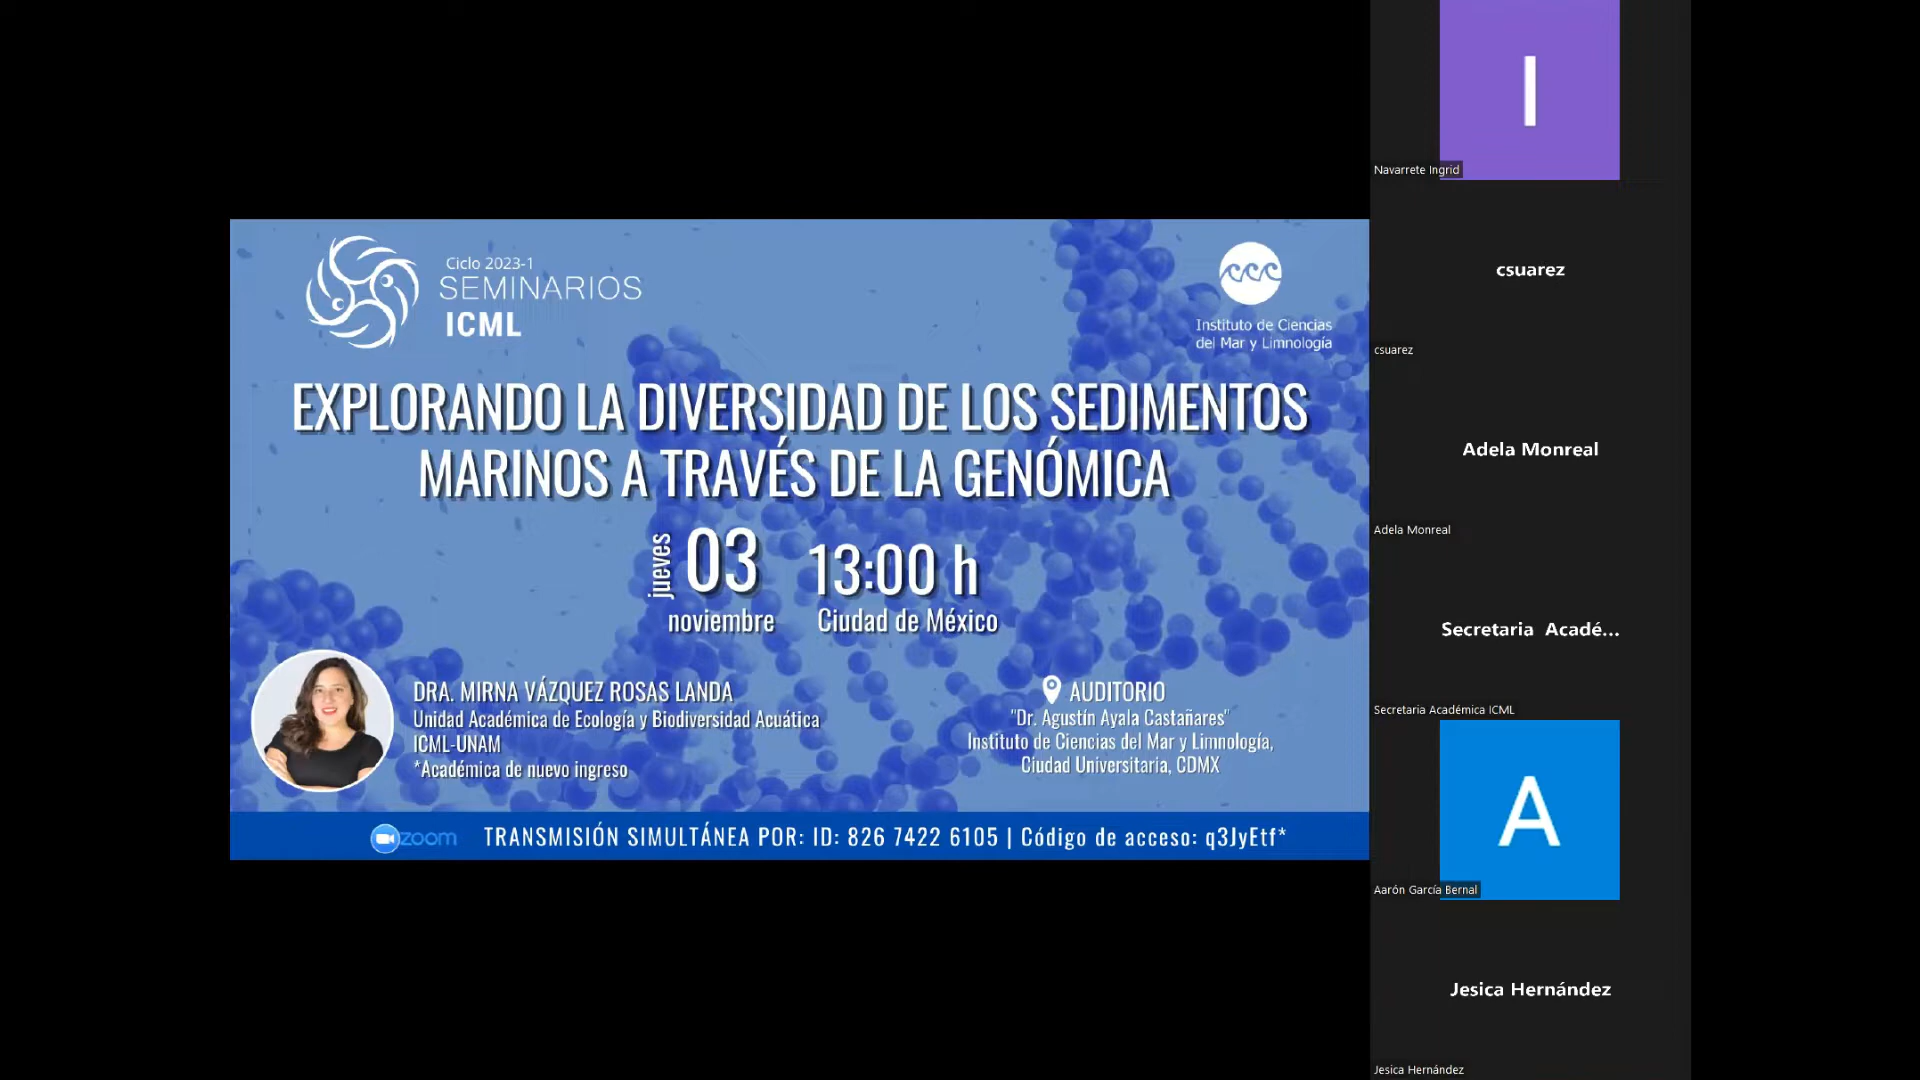 Ciclo 2023-1
SEMINARIOS
ICML
Instituto de Ciencias
del Mar y Limnología
EXPLORANDO LA DIVERSIDAD DE LOS SEDIMENTOS
MARINOS A TRAVÉS DE LA GENÓMICA
jueves
03
noviembre
13:00 h
Ciudad de México
DRA. MIRNA VÁZQUEZ ROSAS LANDA
Unidad Académica de Ecología y Biodiversidad Acuática
ICML-UNAM
*Académica de nuevo ingreso
AUDITORIO
"Dr. Agustín Ayala Castañares"
Instituto de Ciencias del Mar y Limnología,
Ciudad Universitaria, CDMX
zoom TRANSMISIÓN SIMULTÁNEA POR: ID: 826 7422 6105 | Código de acceso: q3JyEtf*
I
Navarrete Ingrid
csuarez
csuarez
Adela Monreal
Adela Monreal
Secretaria Acadé...
Secretaria Académica ICML
A
Aarón García Bernal
Jesica Hernández
Jesica Hernández